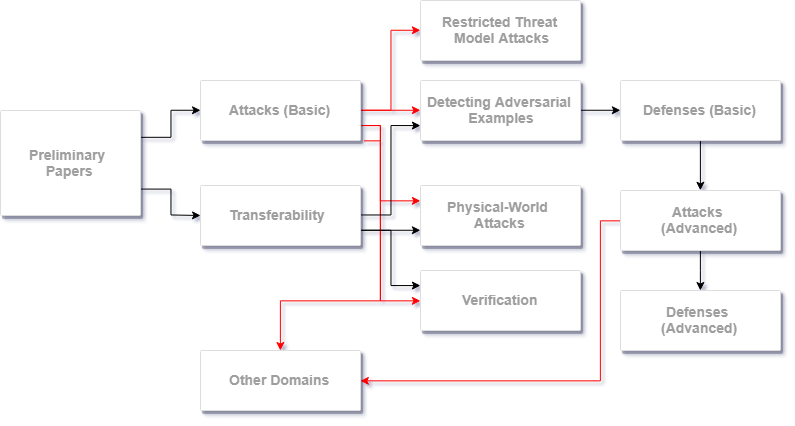 Restricted Threat
Model Attacks
Attacks (Basic)
Detecting Adversarial
Examples
Defenses (Basic)
Preliminary
Papers
Transferability
Physical-World
Attacks
Attacks
(Advanced)
Verification
Defenses
(Advanced)
Other Domains